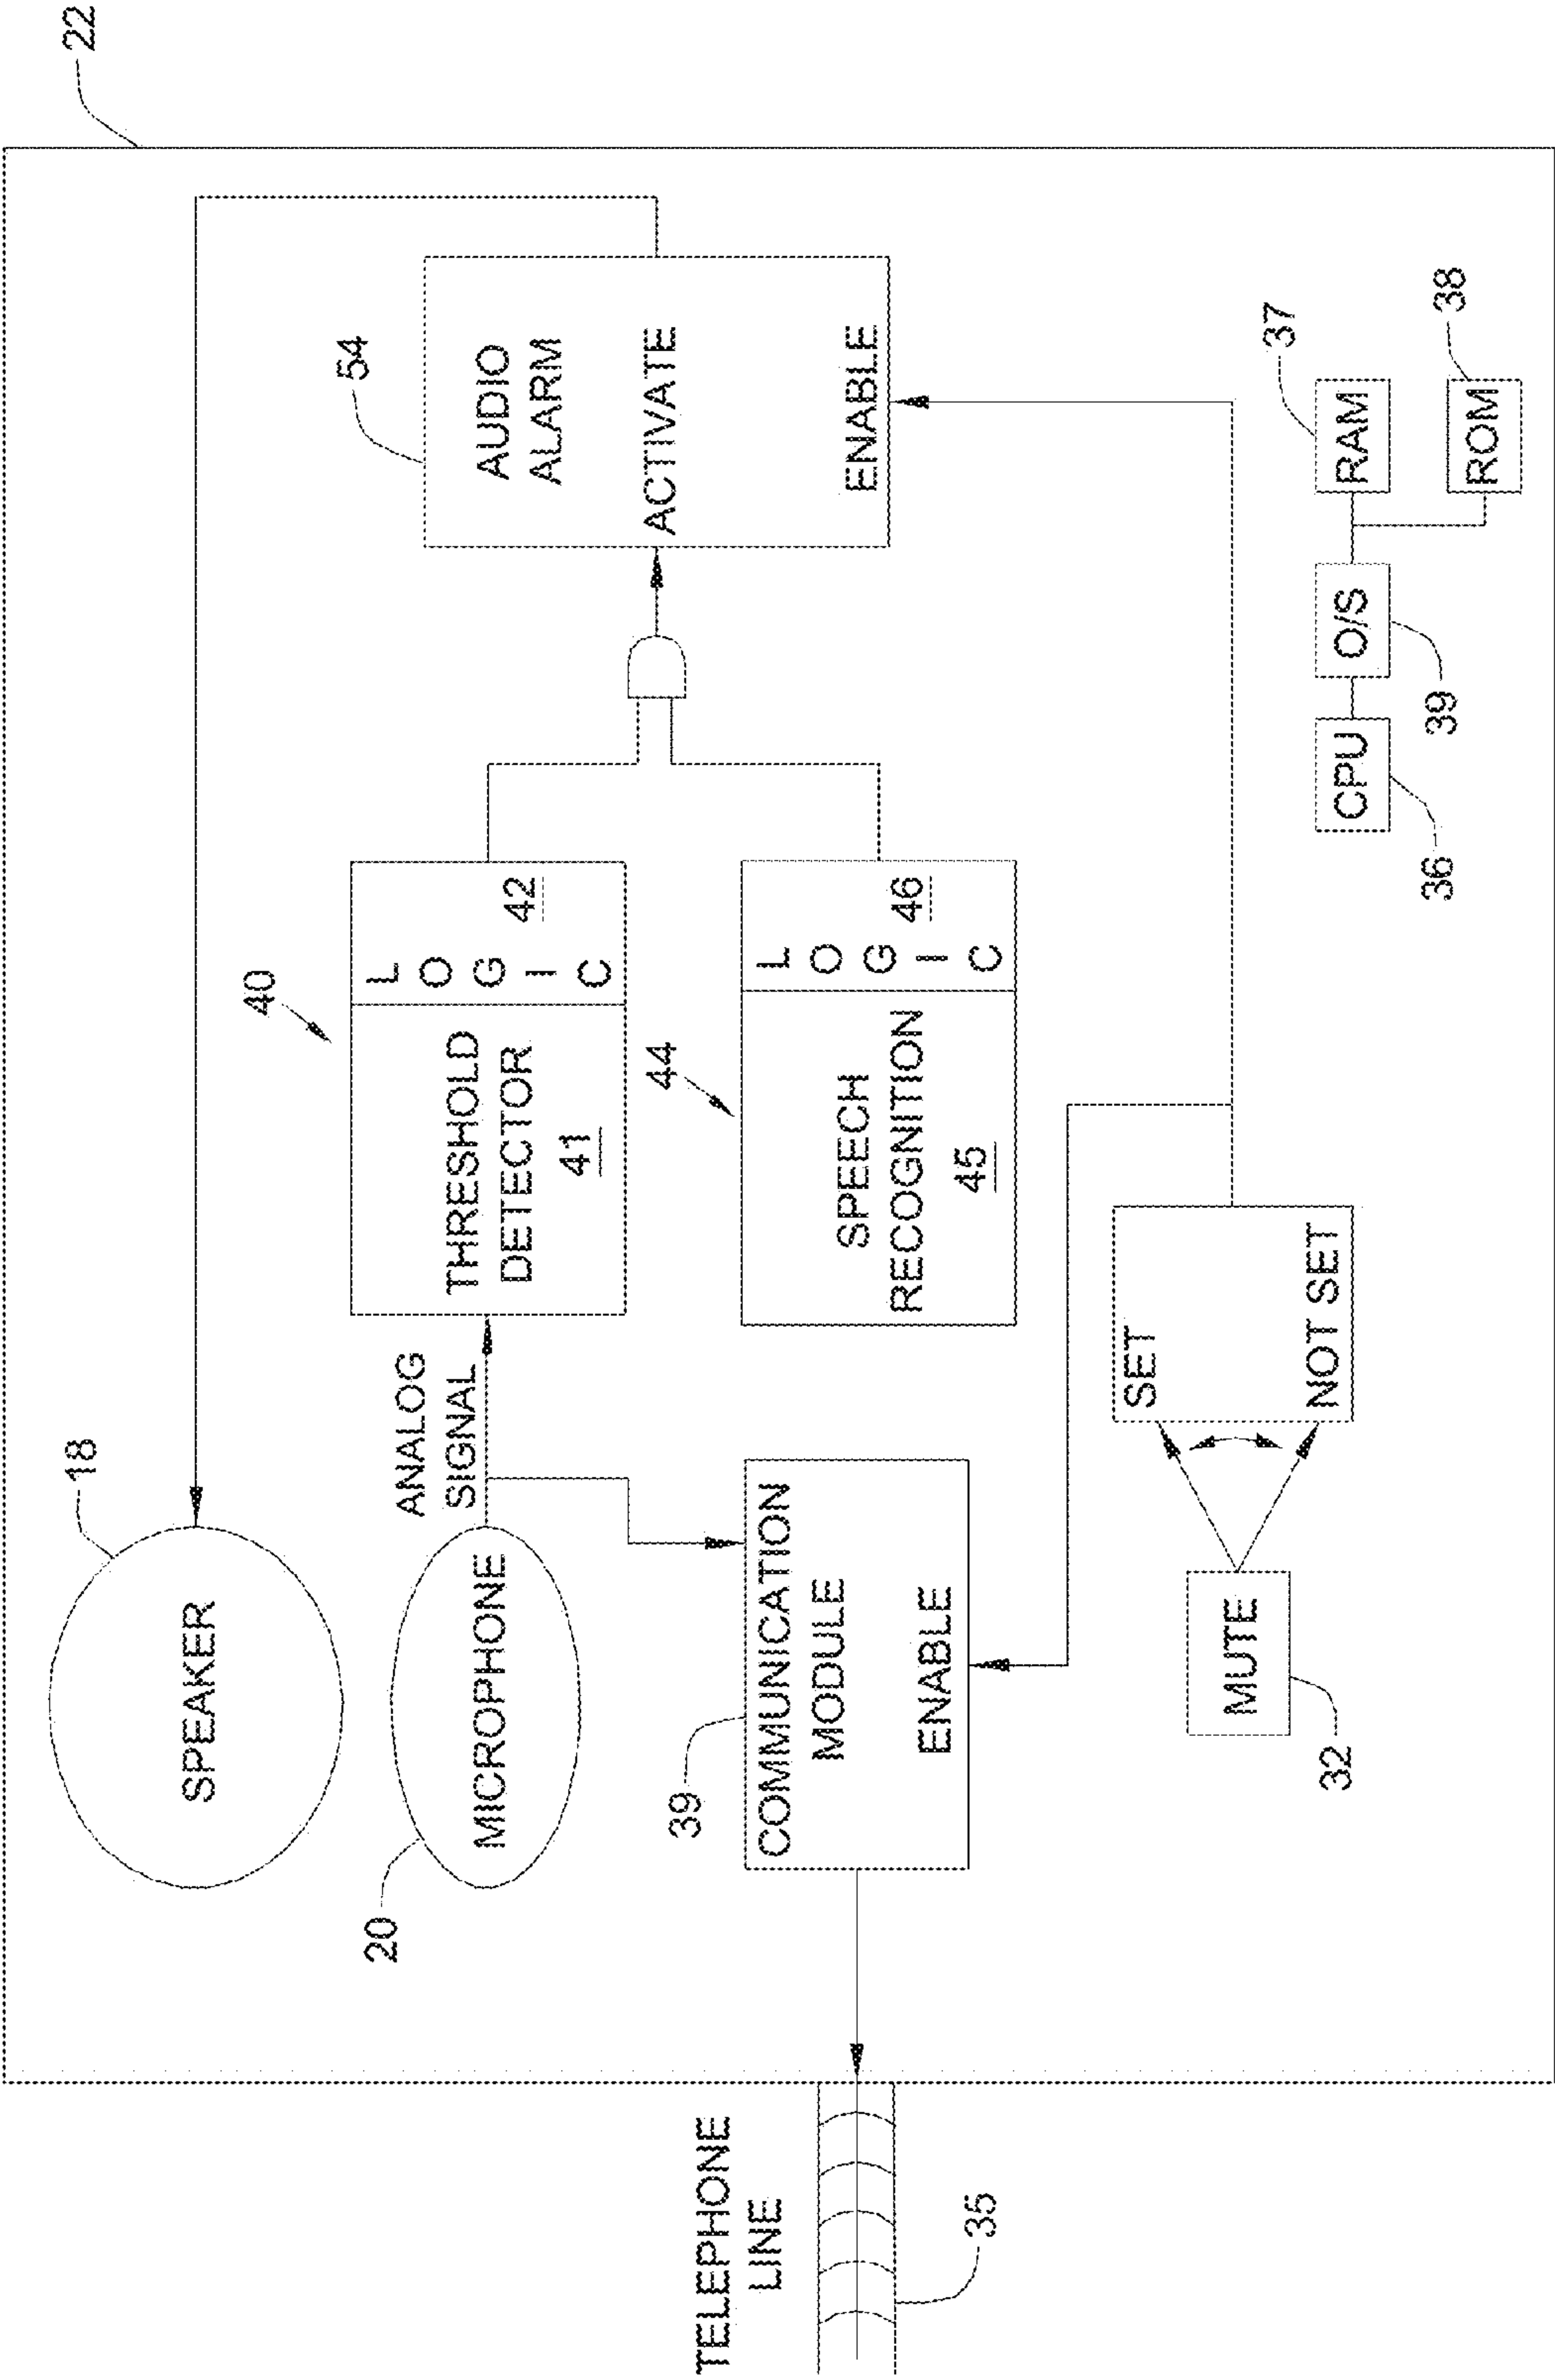 22
18
SPEAKER
20
MICROPHONE
ANALOG
SIGNAL
40
THRESHOLD
DETECTOR
41
L
O
G
I
C
42
54
AUDIO
ALARM
ACTIVATE
ENABLE
44
SPEECH
RECOGNITION
45
L
O
G
I
C
46
39
COMMUNICATION
MODULE
ENABLE
TELEPHONE
LINE
35
MUTE
32
SET
NOT SET
CPU
36
O/S
39
RAM
37
ROM
38